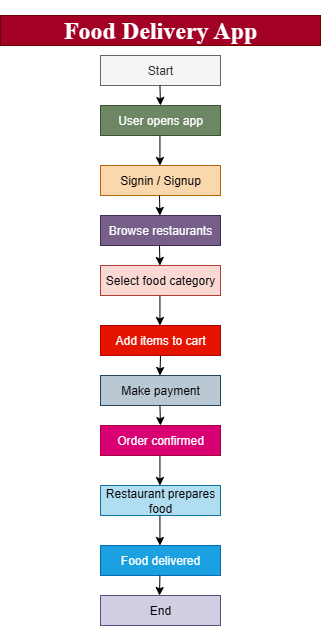 Food Delivery App
Start
User opens app
Signin / Signup
Browse restaurants
Select food category
Add items to cart
Make payment
Order confirmed
Restaurant prepares
food
Food delivered
End